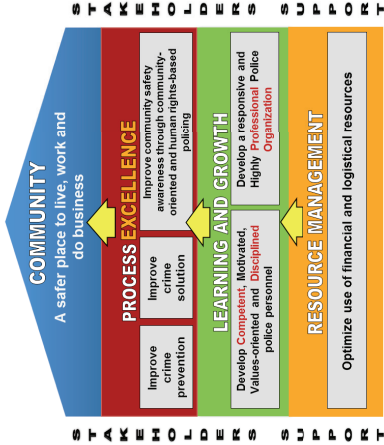 COMMUNITY
A safer place to live, work and
do business
PROCESS EXCELLENCE
Improve
crime
prevention
Improve
crime
solution
Improve community safety
awareness through community-
oriented and human rights-based
policing
LEARNING AND GROWTH
Develop Competent, Motivated,
Values-oriented and Disciplined
police personnel
Develop a responsive and
Highly Professional Police
Organization
RESOURCE MANAGEMENT
Optimize use of financial and logistical resources
STAKEHOLDERS SUPPORT
STAKEHOLDERS SUPPORT